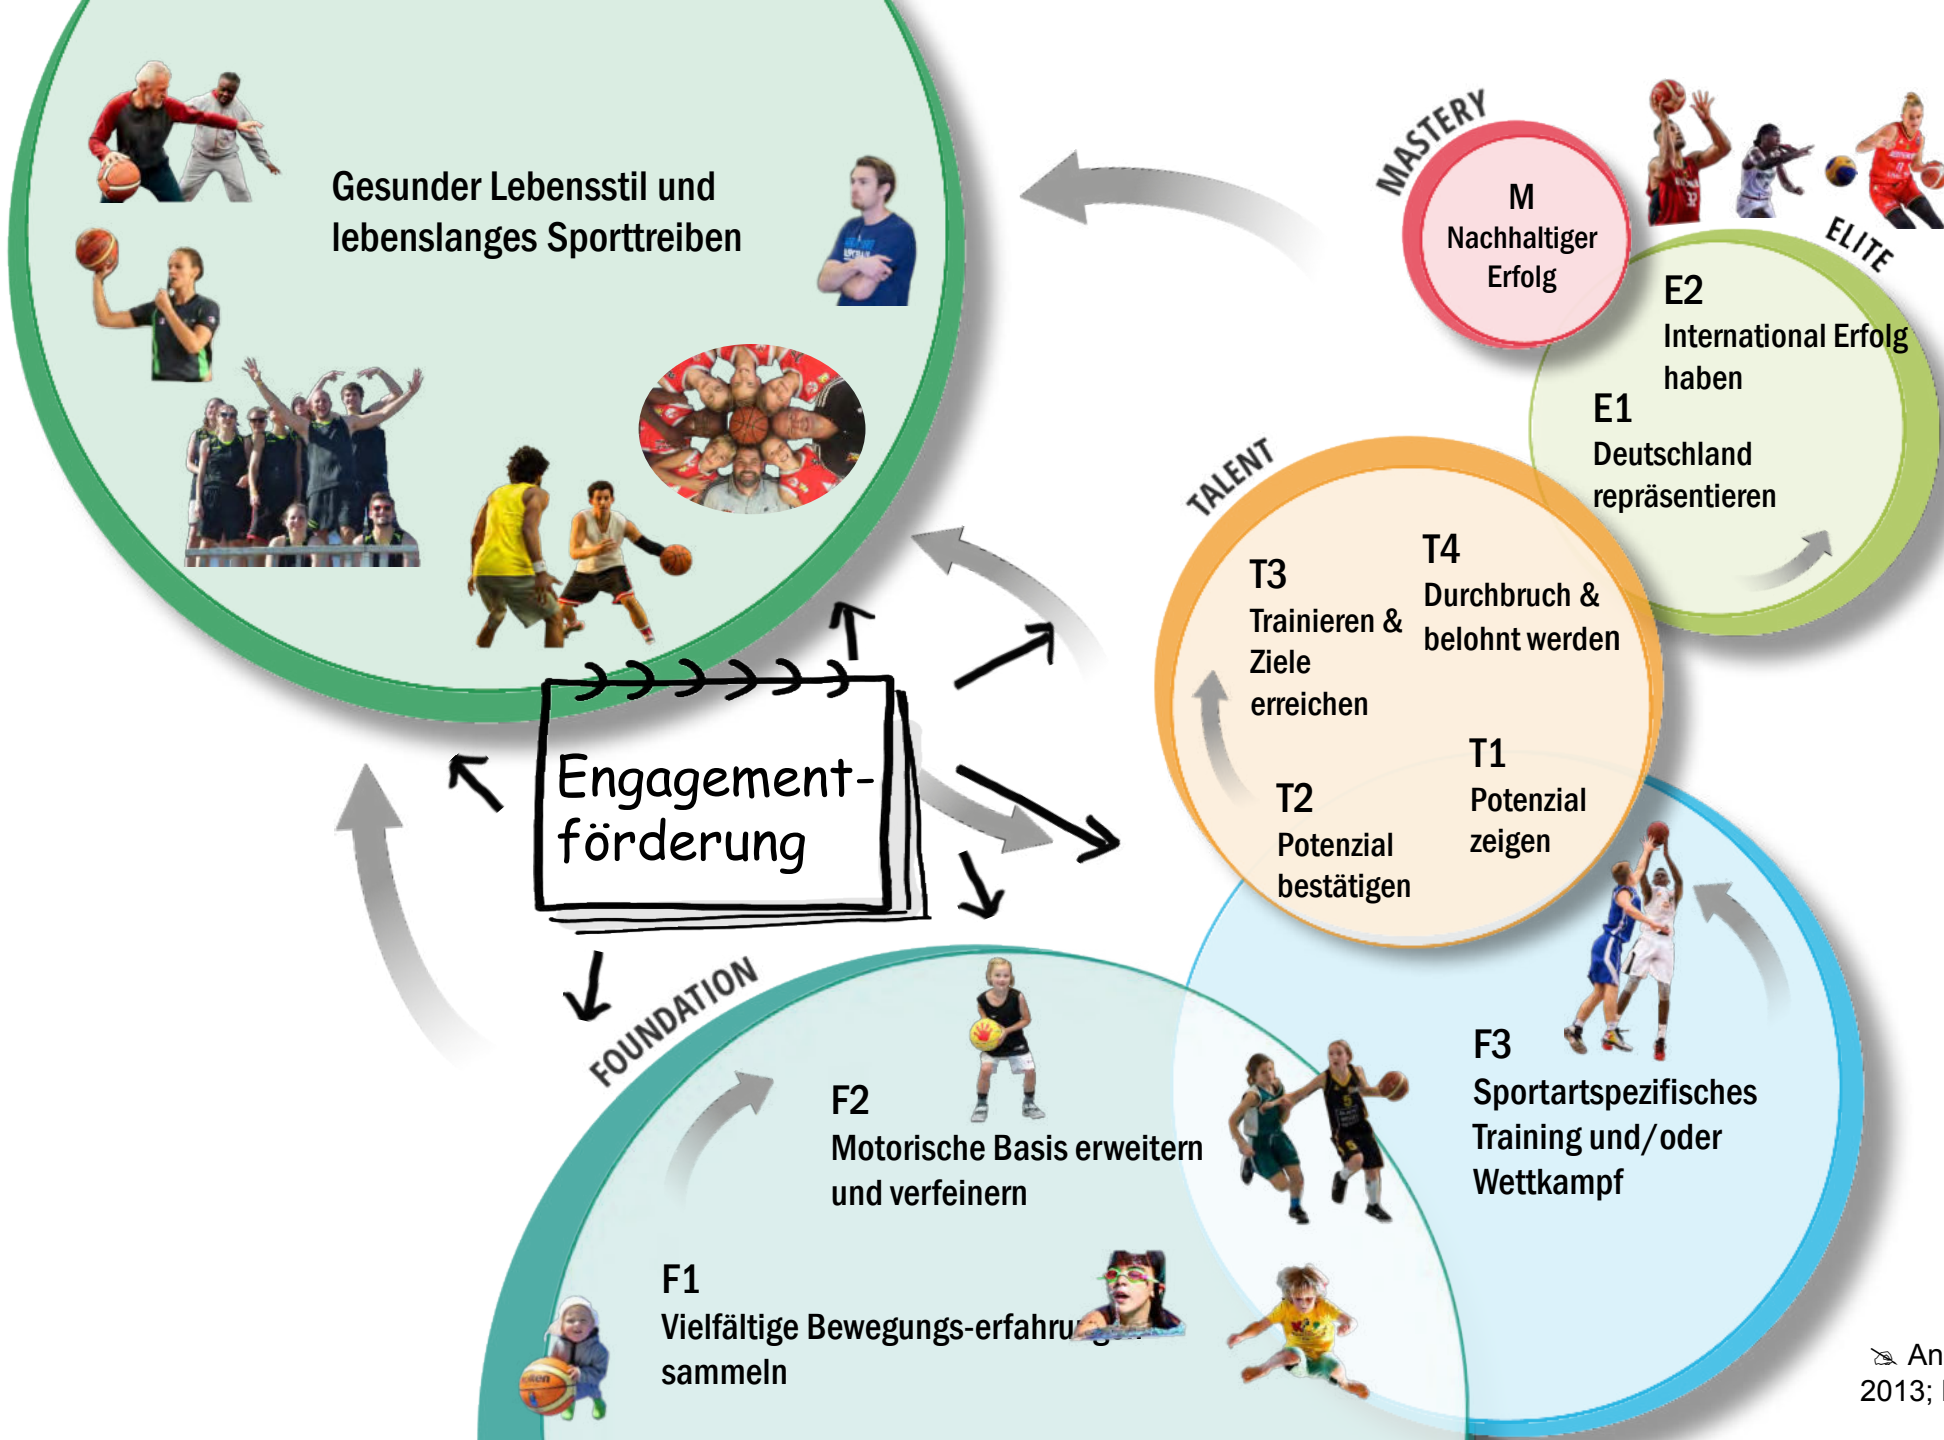 Gesunder Lebensstil und
lebenslanges Sporttreiben
MASTERY
M
Nachhaltiger
Erfolg
ELITE
E2
International Erfolg
haben
E1
Deutschland
repräsentieren
TALENT
T4
Durchbruch &
belohnt werden
T3
Trainieren &
Ziele
erreichen
T1
Potenzial
zeigen
T2
Potenzial
bestätigen
Engagement-
förderung
FOUNDATION
F3
Sportartspezifisches
Training und/oder
Wettkampf
F2
Motorische Basis erweitern
und verfeinern
F1
Vielfältige Bewegungs-erfahrungen
sammeln
An
2013;